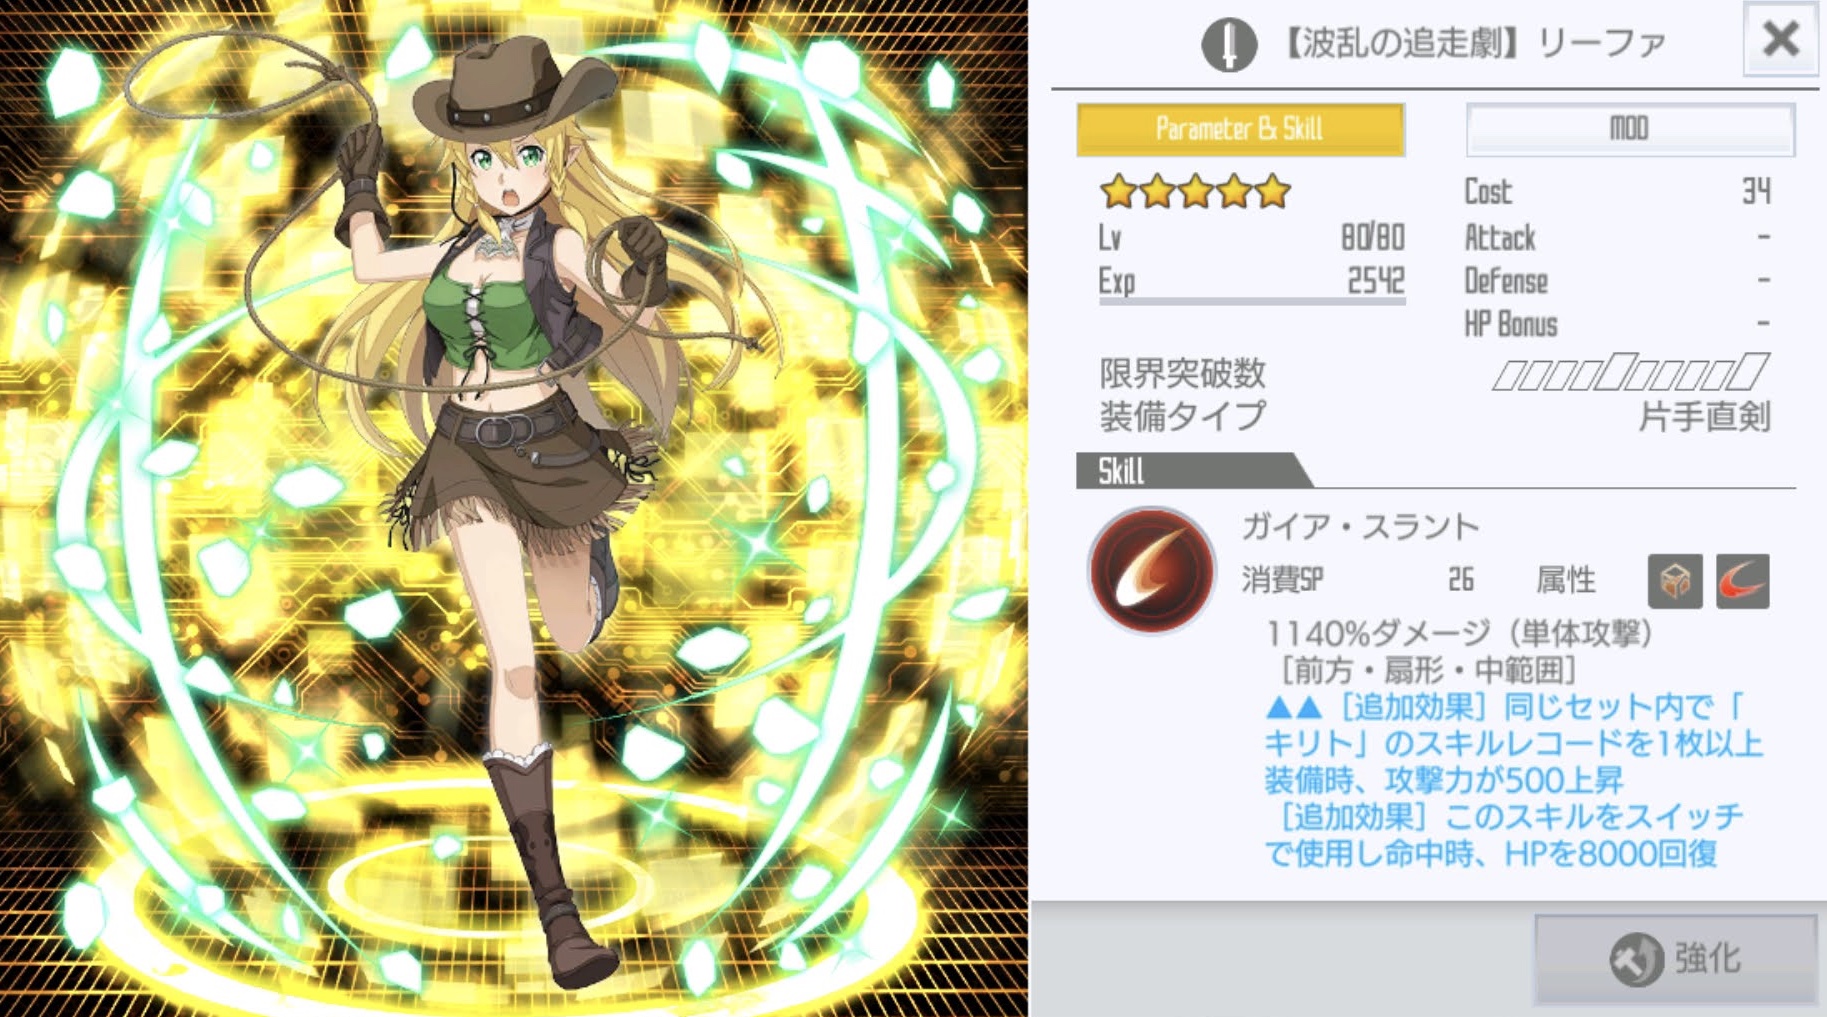 【波乱の追走劇】リーファ
Parameter & Skill
MOD
Lv 80/80
Exp 2542
Cost 34
Attack -
Defense -
HP Bonus -
限界突破数
装備タイプ 片手直剣
Skill
ガイア・スラント
消費SP 26 属性
1140%ダメージ（単体攻撃）
［前方・扇形・中範囲］
▲▲［追加効果］同じセット内で「
キリト」のスキルレコードを1枚以上
装備時、攻撃力が500上昇
［追加効果］このスキルをスイッチ
で使用し命中時、HPを8000回復
強化